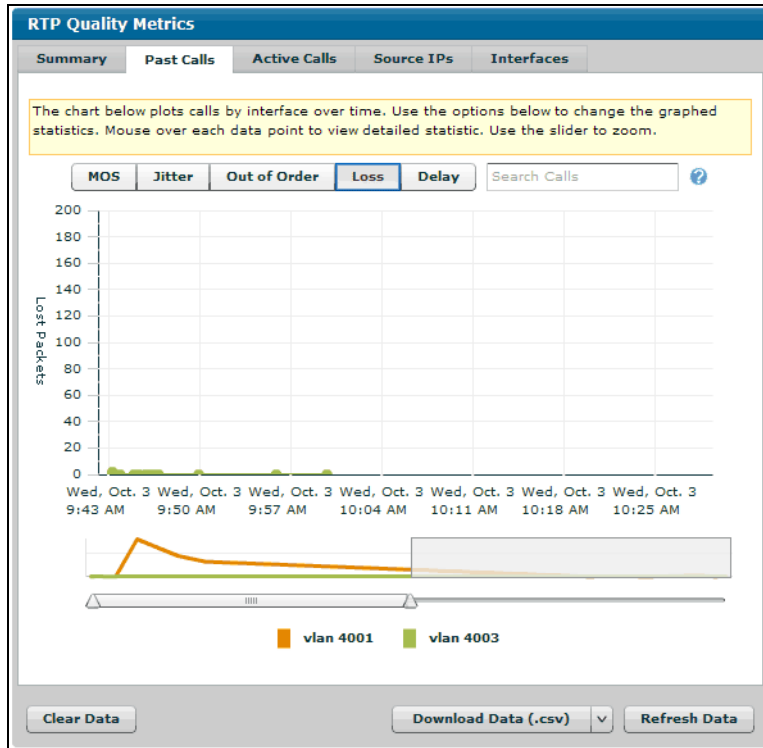 RTP Quality Metrics
Summary Past Calls Active Calls Source IPs Interfaces
The chart below plots calls by interface over time. Use the options below to change the graphed
statistics. Mouse over each data point to view detailed statistic. Use the slider to zoom.
MOS Jitter Out of Order Loss Delay Search Calls ?
200
180
160
140
120
100
80
60
40
20
0
Lost Packets
Wed, Oct. 3 Wed, Oct. 3 Wed, Oct. 3 Wed, Oct. 3 Wed, Oct. 3 Wed, Oct. 3 Wed, Oct. 3
9:43 AM 9:50 AM 9:57 AM 10:04 AM 10:11 AM 10:18 AM 10:25 AM
vlan 4001 vlan 4003
Clear Data Download Data (.csv) Refresh Data